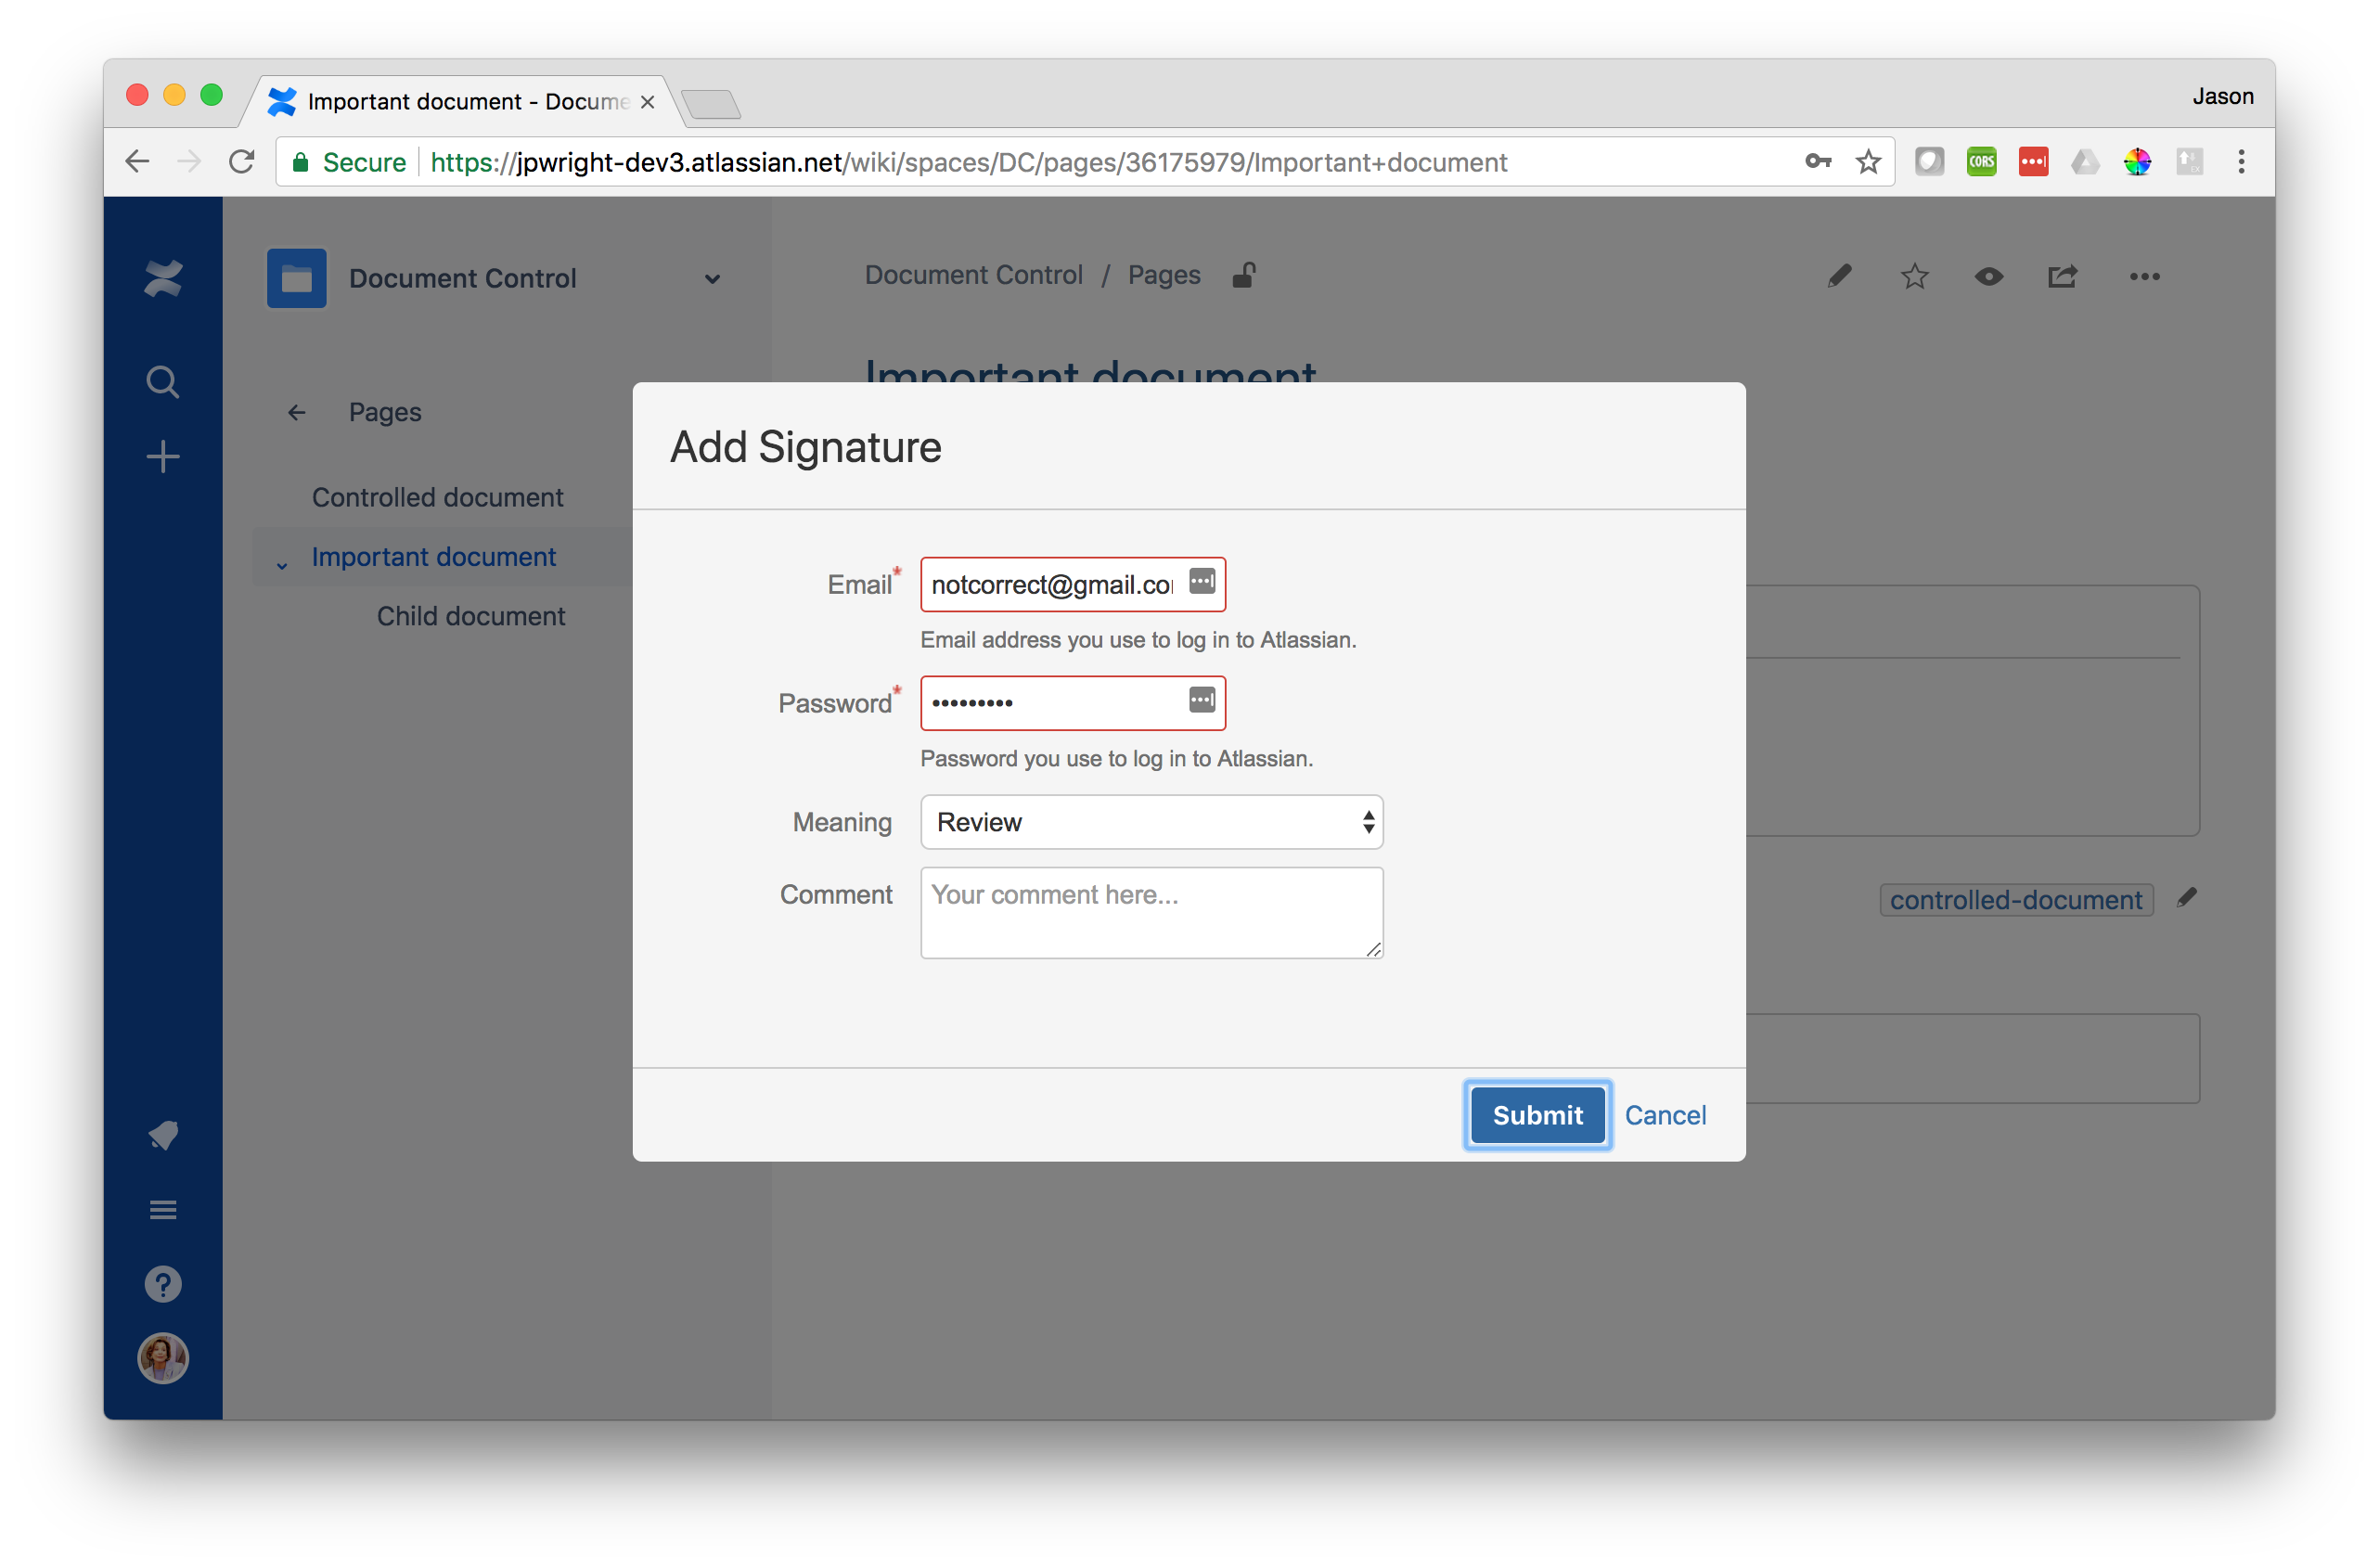 Important document - Docume
Jason
Secure https://jpwright-dev3.atlassian.net/wiki/spaces/DC/pages/36175979/Important+document
CORS
Document Control
Document Control / Pages
Important document
Pages
Controlled document
Important document
Child document
Add Signature
Email*
notcorrect@gmail.co
Email address you use to log in to Atlassian.
Password*
Password you use to log in to Atlassian.
Meaning
Review
Comment
Your comment here...
controlled-document
Submit
Cancel